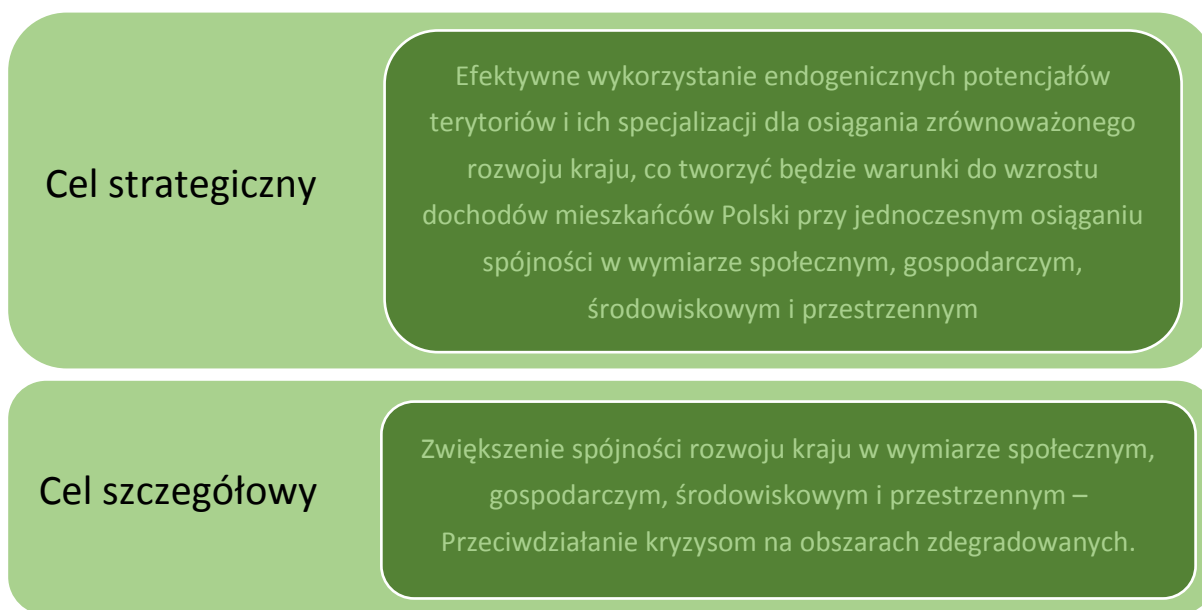 Cel strategiczny
Efektywne wykorzystanie endogenicznych potencjałów
terytoriów i ich specjalizacji dla osiągania zrównoważonego
rozwoju kraju, co tworzyć będzie warunki do wzrostu
dochodów mieszkańców Polski przy jednoczesnym osiąganiu
spójności w wymiarze społecznym, gospodarczym,
środowiskowym i przestrzennym
Cel szczegółowy
Zwiększenie spójności rozwoju kraju w wymiarze społecznym,
gospodarczym, środowiskowym i przestrzennym –
Przeciwdziałanie kryzysom na obszarach zdegradowanych.